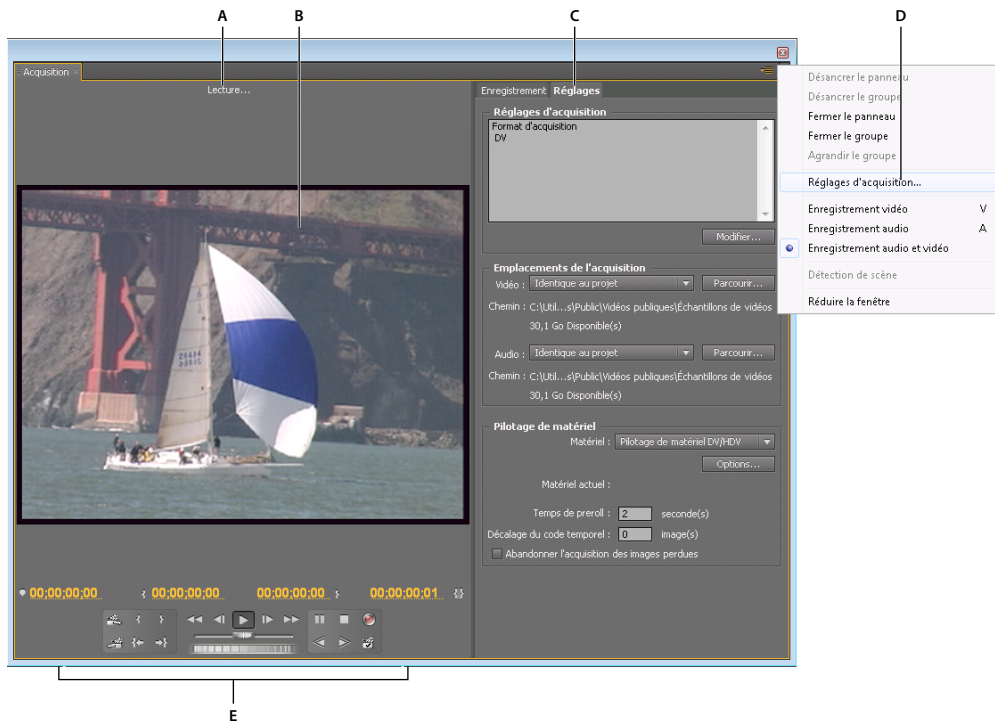 A
B
C
D
Acquisition ×
Lecture...
Enregistrement Réglages
Réglages d'acquisition
Format d'acquisition
DV
Modifier...
Emplacements de l'acquisition
Vidéo : Identique au projet Parcourir...
Chemin : C:\Util...s\Public\Vidéos publiques\Échantillons de vidéos
30,1 Go Disponible(s)
Audio : Identique au projet Parcourir...
Chemin : C:\Util...s\Public\Vidéos publiques\Échantillons de vidéos
30,1 Go Disponible(s)
Pilotage de matériel
Matériel : Pilotage de matériel DV/HDV
Options...
Matériel actuel :
Temps de preroll : 2 seconde(s)
Décalage du code temporel : 0 image(s)
Abandonner l'acquisition des images perdues
Désancrer le panneau
Désancrer le groupe
Fermer le panneau
Fermer le groupe
Agrandir le groupe
Réglages d'acquisition...
Enregistrement vidéo V
Enregistrement audio A
Enregistrement audio et vidéo
Détection de scène
Réduire la fenêtre
00;00;00;00 { 00;00;00;00 00;00;00;00 } 00;00;00;01
E